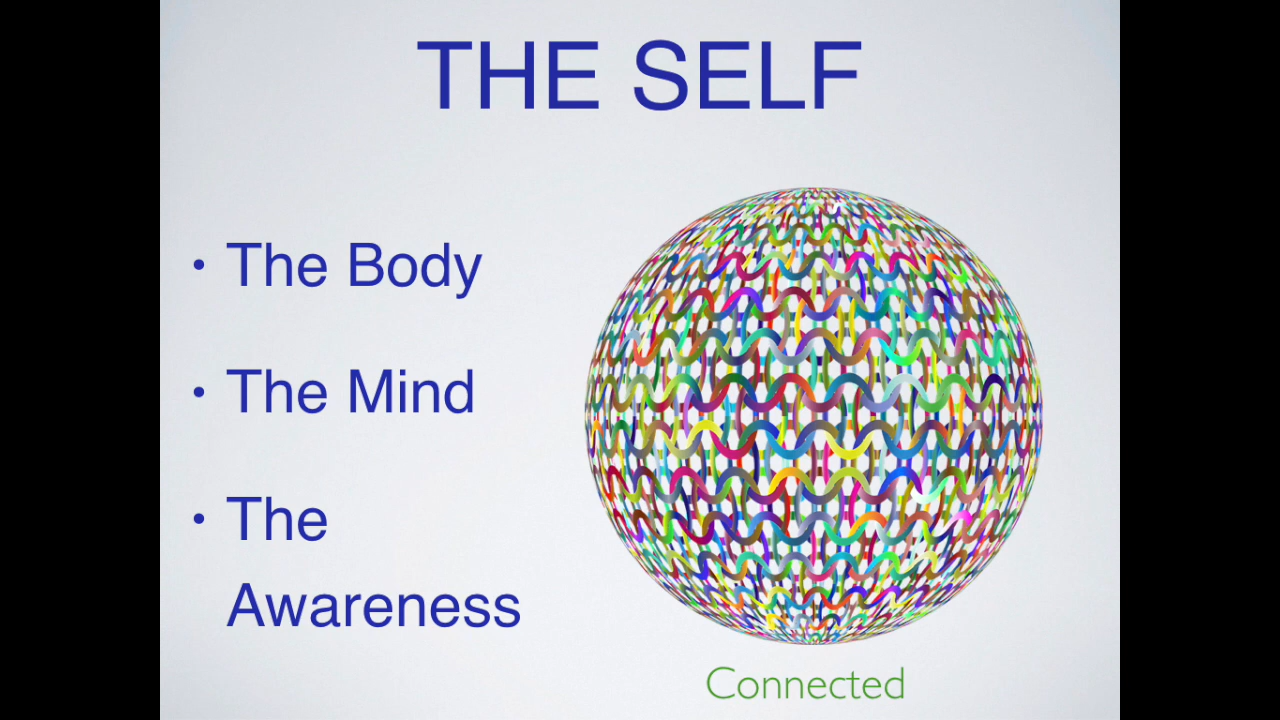 THE SELF
• The Body
• The Mind
• The
Awareness
Connected